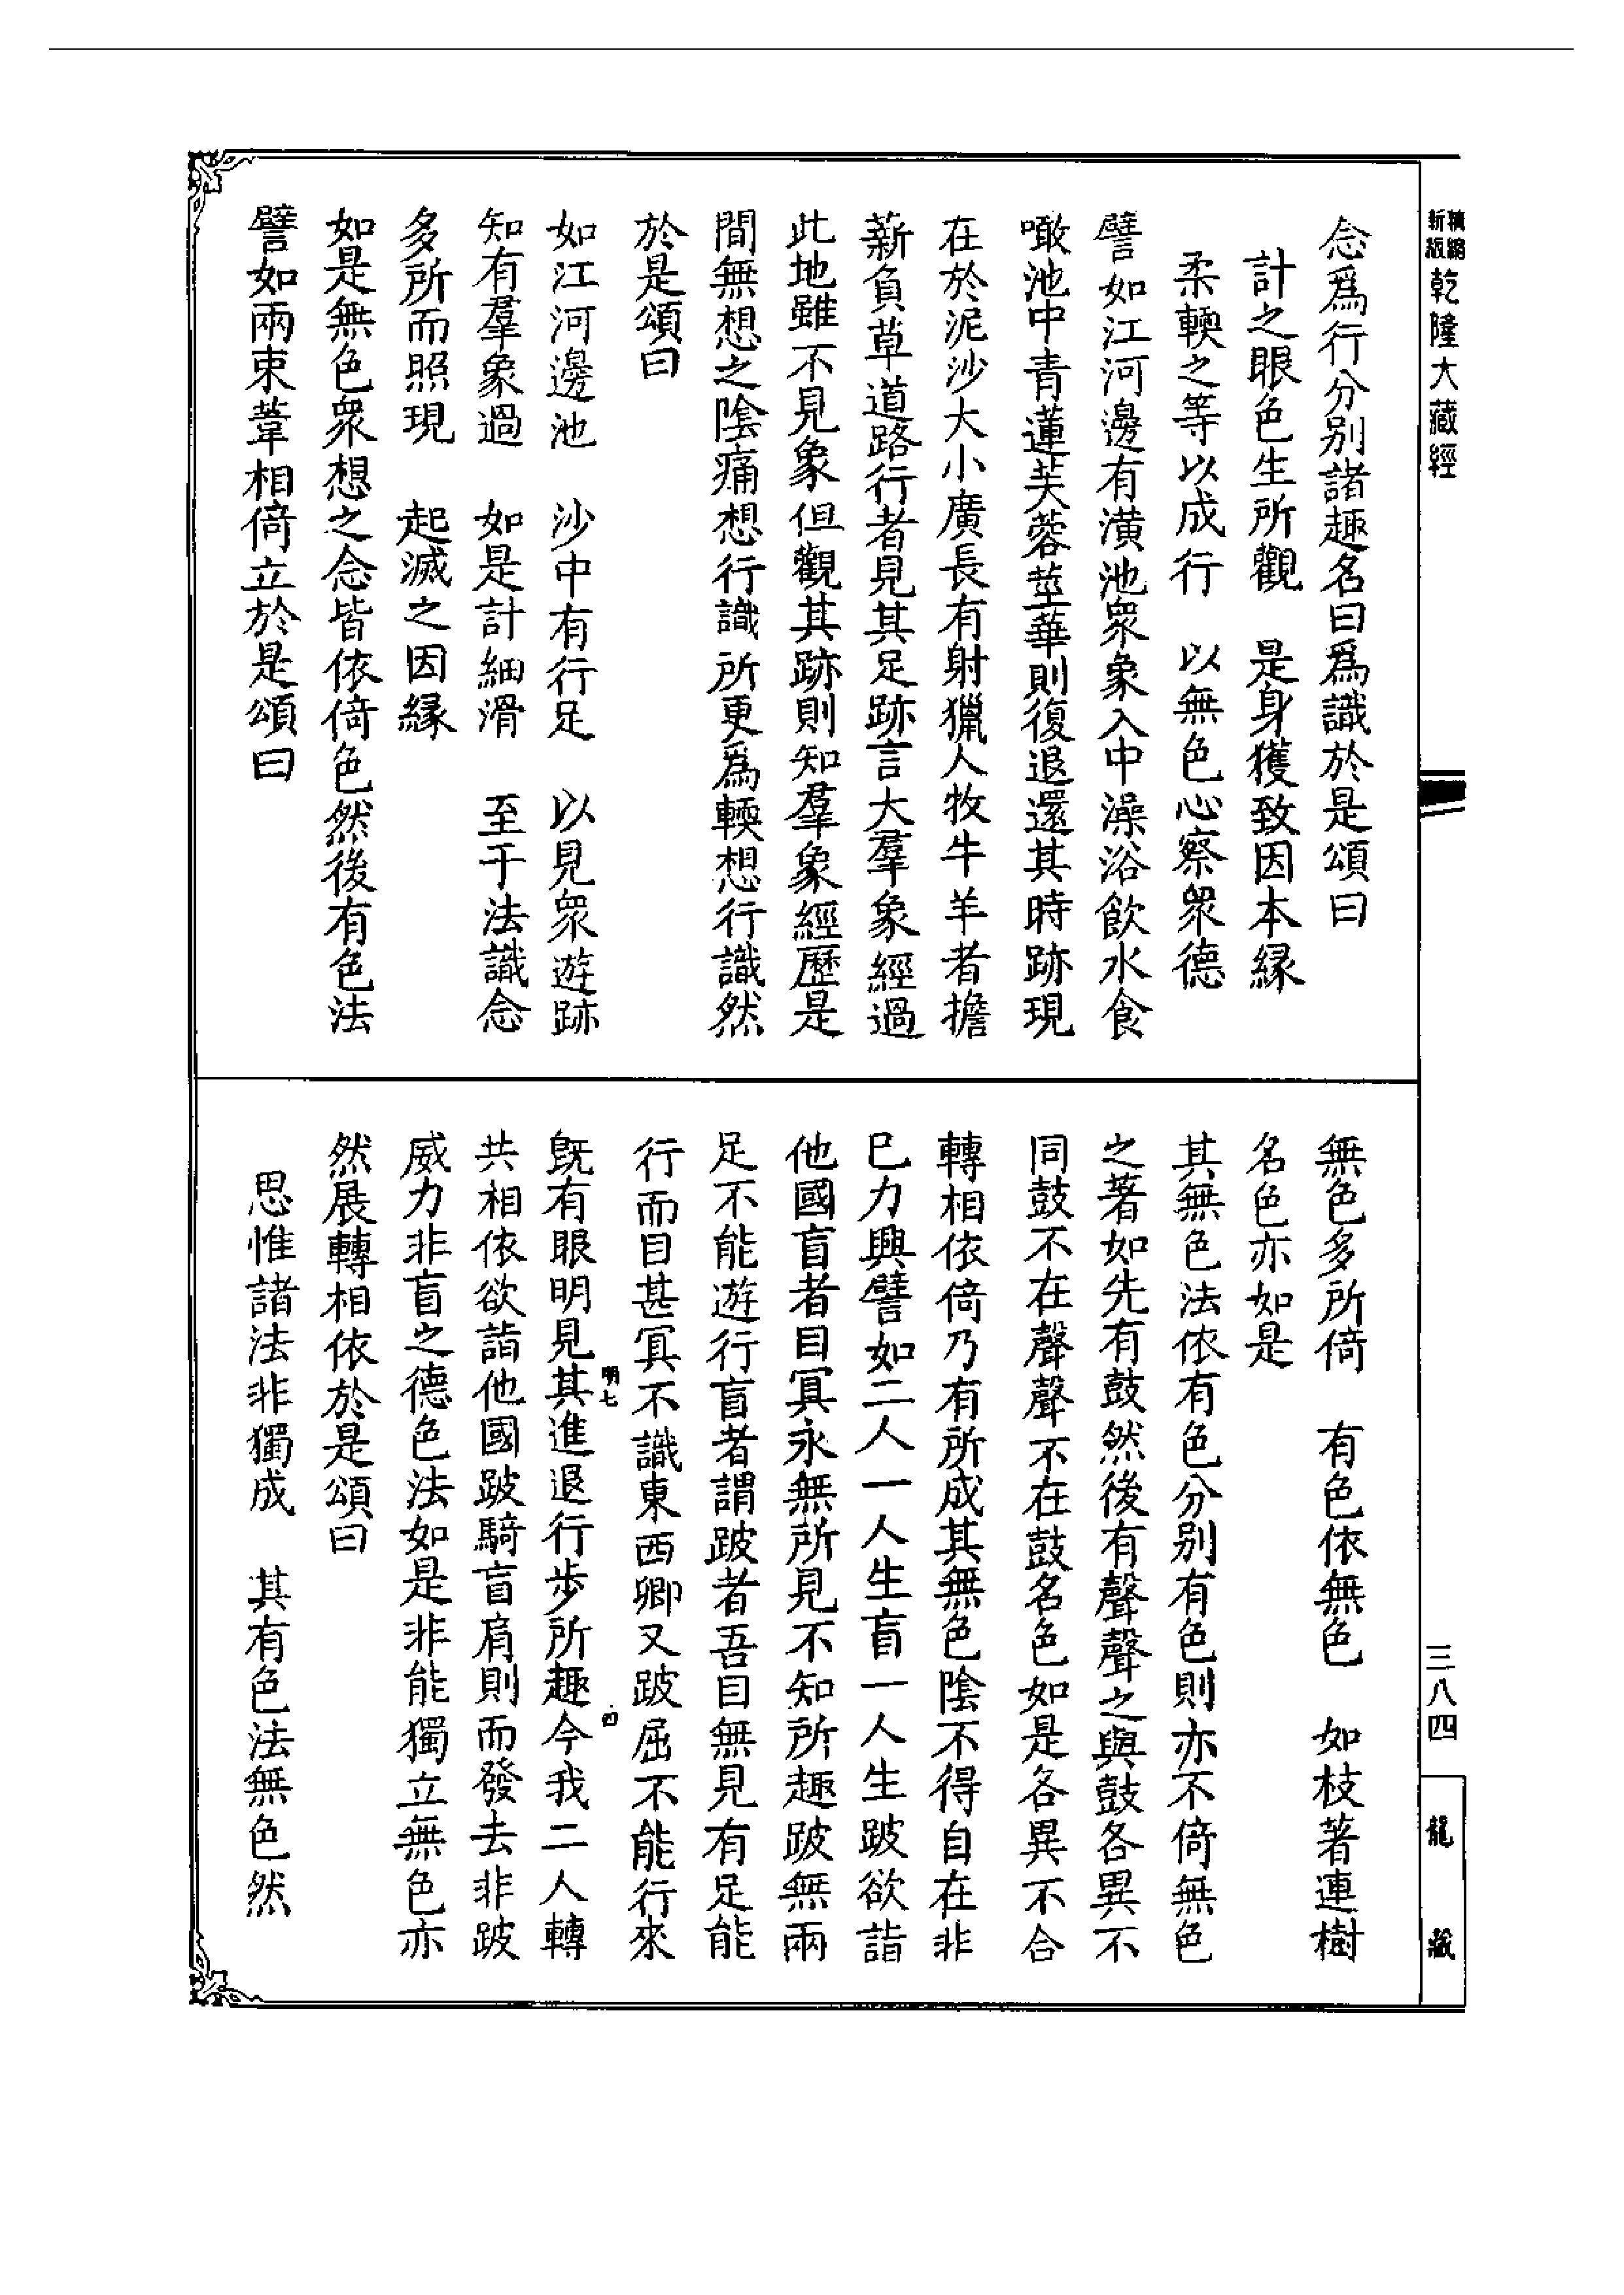 新版精縮乾隆大藏經
三八四
龍藏
念爲行分別諸趣名曰爲識於是頌曰
計之眼色生所觀　是身獲致因本緣
柔輭之等以成行　以無色心察衆德
譬如江河邊有潢池衆象入中澡浴飲水食
噉池中青蓮芙蓉莖華則復退還其時跡現
在於泥沙大小廣長有射獵人牧牛羊者擔
薪負草道路行者見其足跡言大羣象經過
此地雖不見象但觀其跡則知羣象經歷是
間無想之陰痛想行識所更爲輭想行識然
於是頌曰
如江河邊池　沙中有行足　以見衆遊跡
知有羣象過　如是計細滑　至于法識念
多所而照現　起滅之因緣
如是無色衆想之念皆依倚色然後有色法
譬如兩束葦相倚立於是頌曰
無色多所倚　有色依無色　如枝著連樹
名色亦如是
其無色法依有色分別有色則亦不倚無色
之著如先有鼓然後有聲聲之與鼓各異不
同鼓不在聲聲不在鼓名色如是各異不合
轉相依倚乃有所成其無色陰不得自在非
已力興譬如二人一人生盲一人生跛欲詣
他國盲者目冥永無所見不知所趣跛無兩
足不能遊行盲者謂跛者吾目無見有足能
行而目甚冥不識東西卿又跛屈不能行來
既有眼明見其進退行步所趣今我二人轉
明七
四
共相依欲詣他國跛騎盲肩則而發去非跛
威力非盲之德色法如是非能獨立無色亦
然展轉相依於是頌曰
思惟諸法非獨成　其有色法無色然